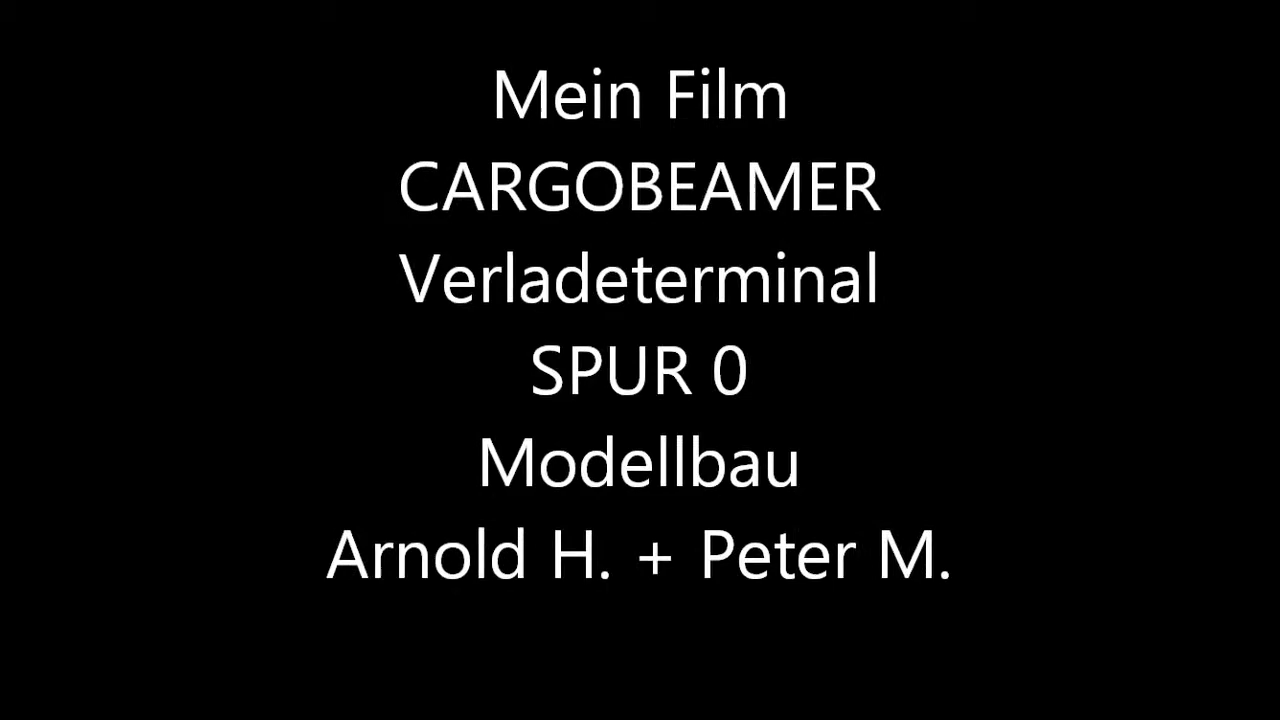 Mein Film
CARGOBEAMER
Verladeterminal
SPUR 0
Modellbau
Arnold H. + Peter M.